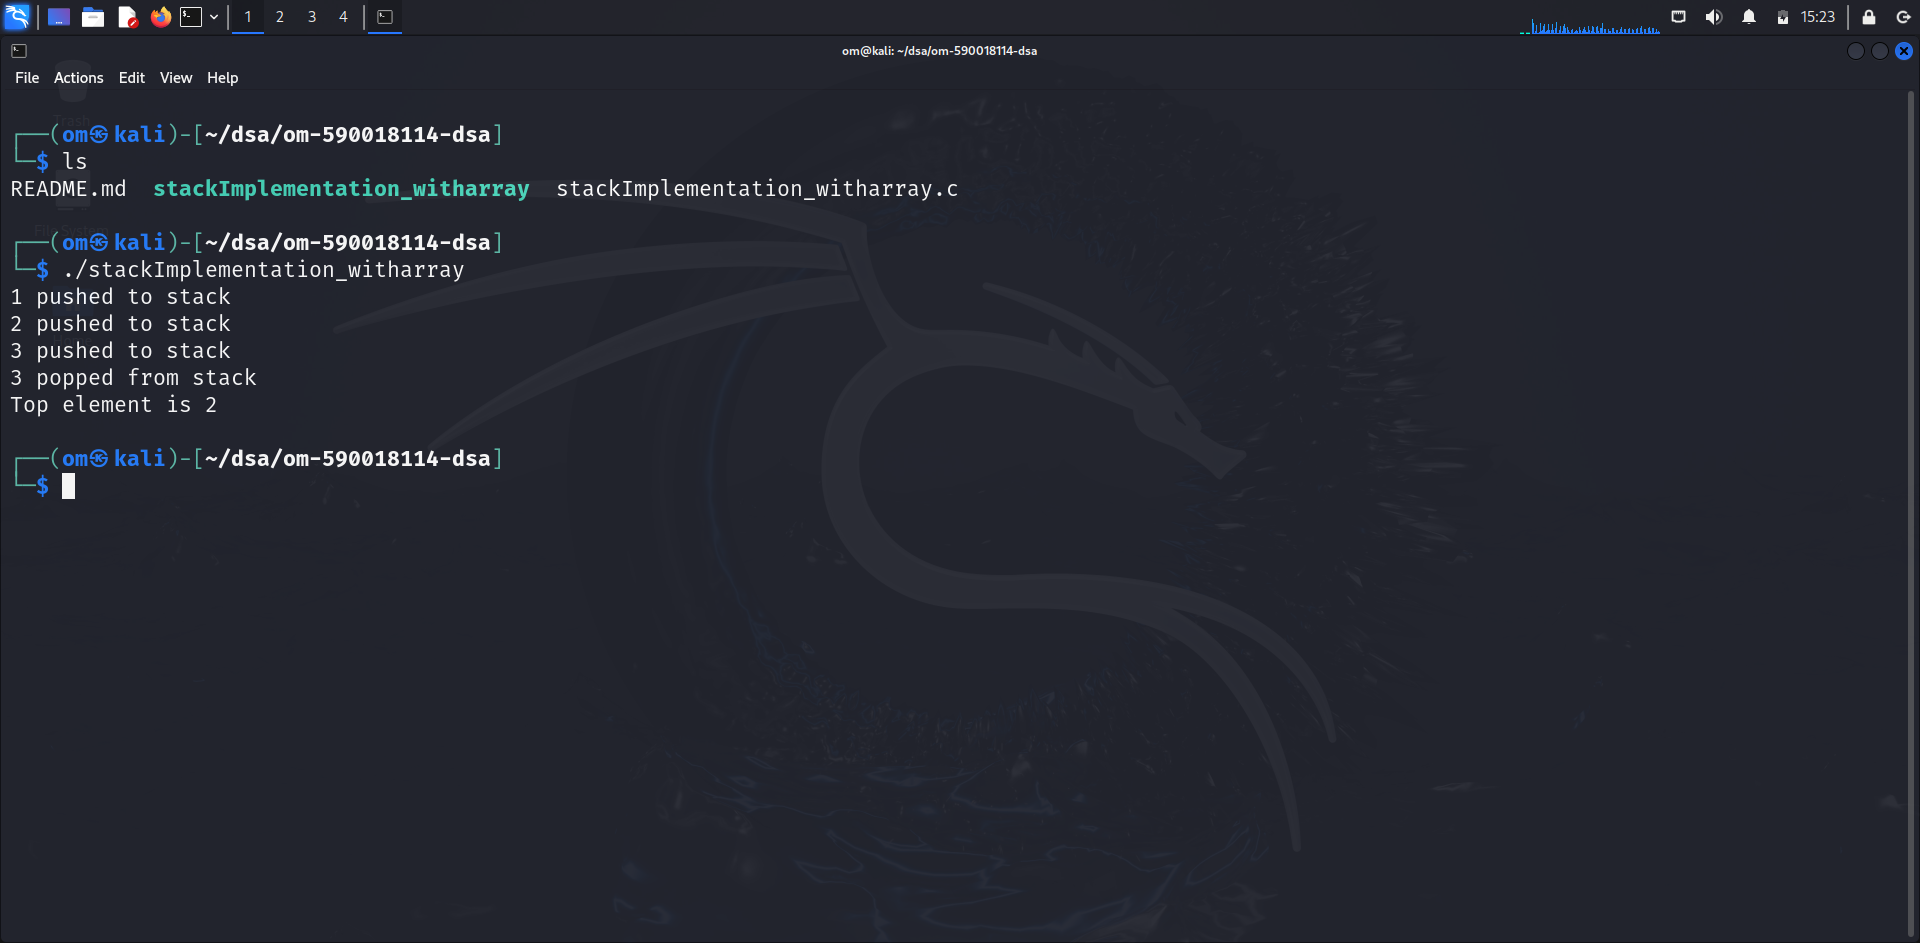 1 2 3 4 15:23
om@kali: ~/dsa/om-590018114-dsa
File Actions Edit View Help
Trash
┌──(om㉿kali)-[~/dsa/om-590018114-dsa]
└─$ ls
README.md stackImplementation_witharray stackImplementation_witharray.c
File System
┌──(om㉿kali)-[~/dsa/om-590018114-dsa]
└─$ ./stackImplementation_witharray
1 pushed to stack
2 pushed to stack
3 pushed to stack
3 popped from stack
Top element is 2
┌──(om㉿kali)-[~/dsa/om-590018114-dsa]
└─$